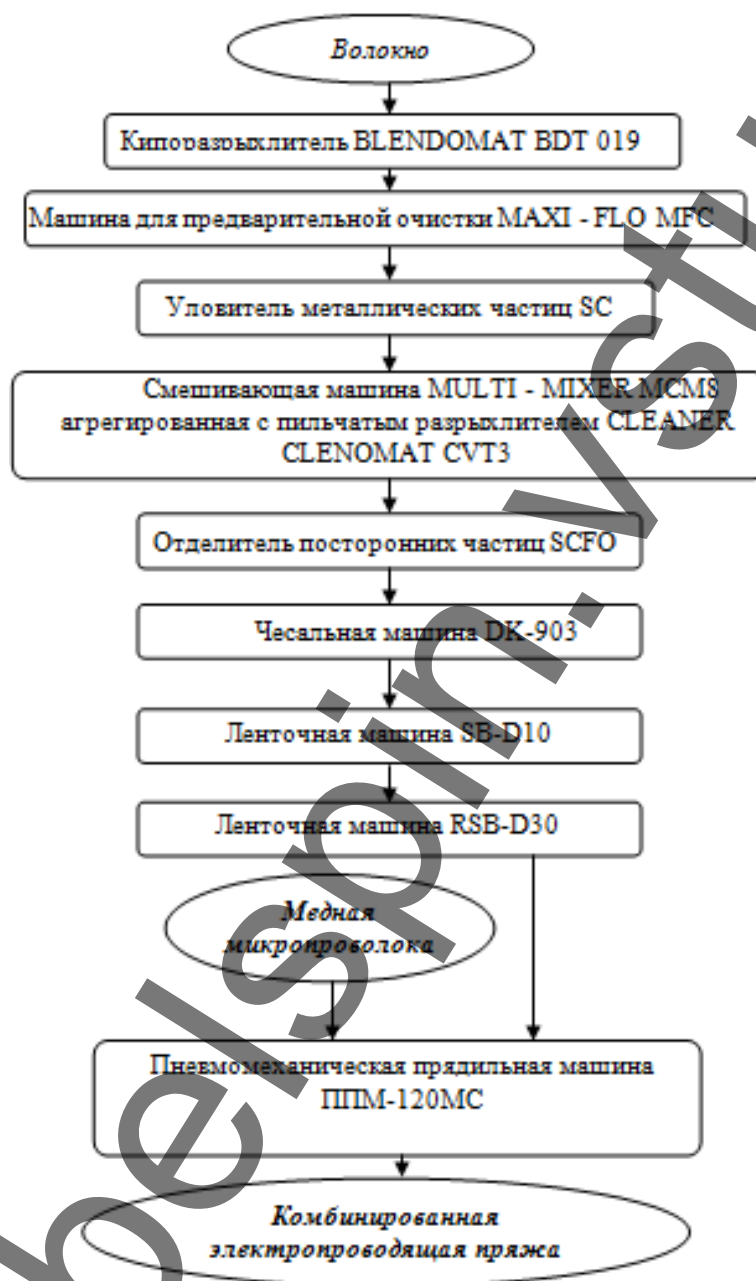 Волокно
Кипоразрыхлитель BLENDOMAT BDT 019
Машина для предварительной очистки MAXI - FLO MFC
Уловитель металлических частиц SC
Смешивающая машина MULTI - MIXER MCM8
агрегированная с пильчатым разрыхлителем CLEANER
CLENOMAT CVT3
Отделитель посторонних частиц SCFO
Чесальная машина DK-903
Ленточная машина SB-D10
Ленточная машина RSB-D30
Медная
микропроволока
Пневмомеханическая прядильная машина
ППМ-120МС
Комбинированная
электропроводящая пряжа
belspin.vstu